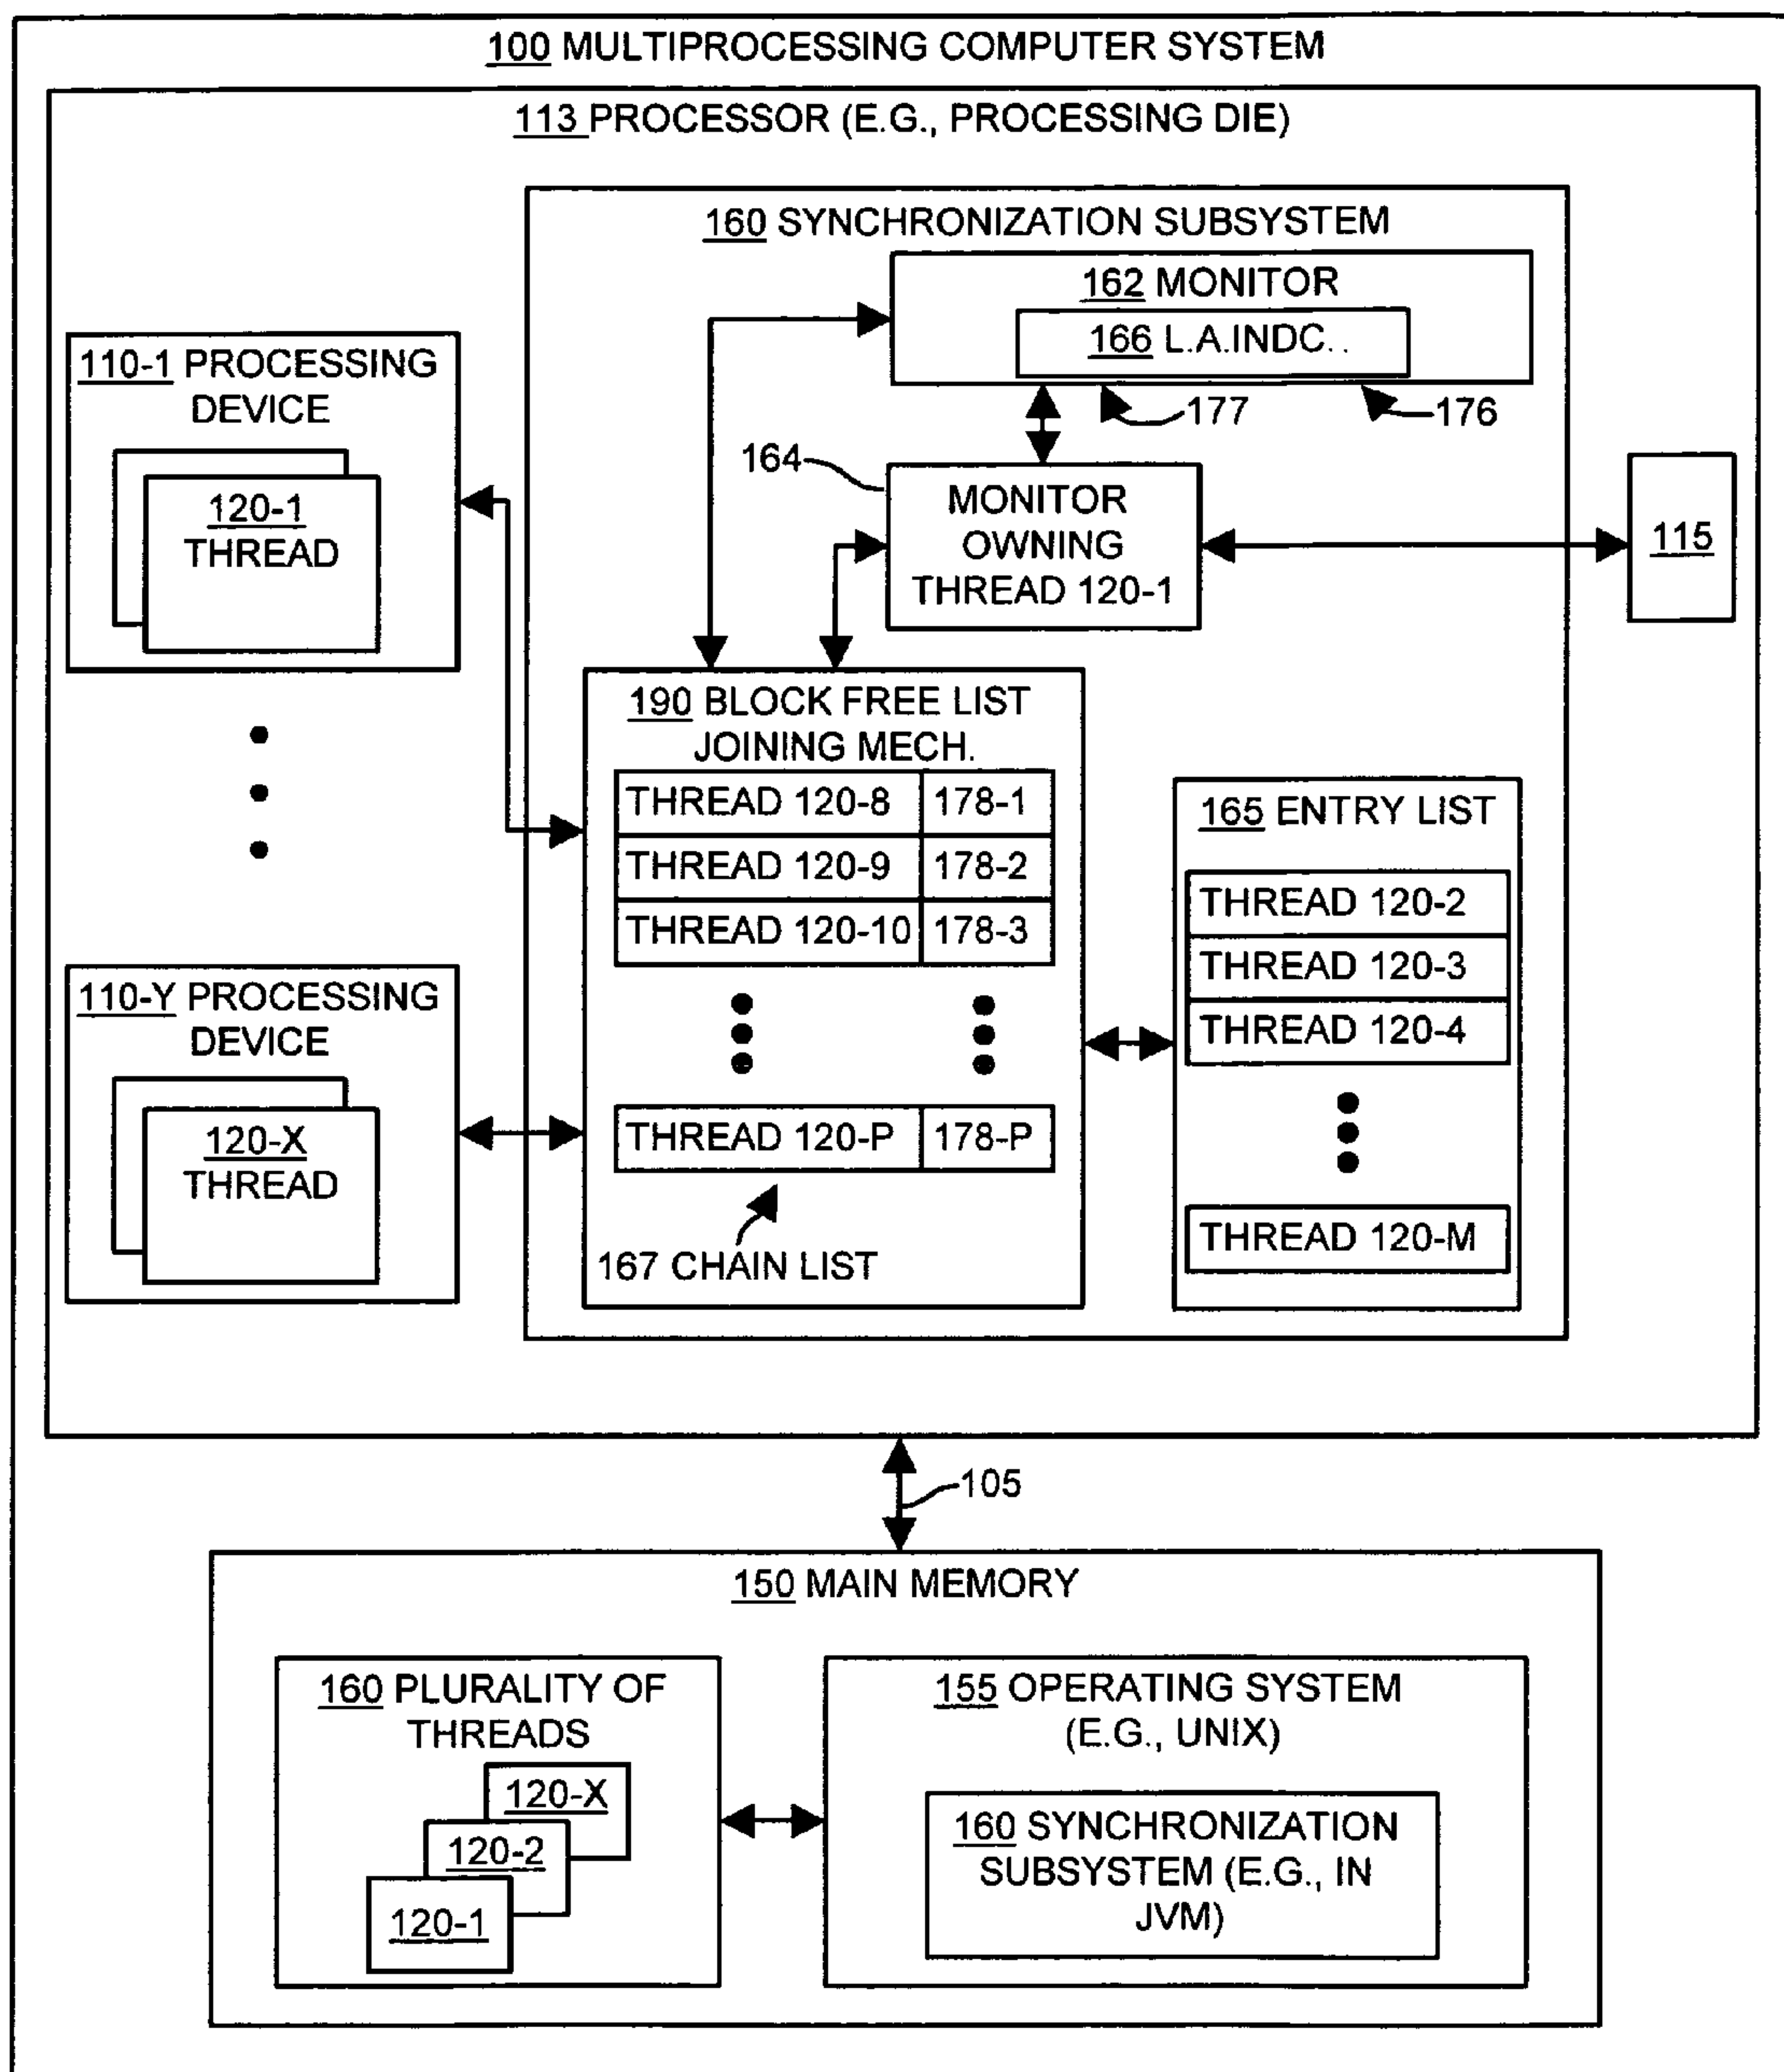 100 MULTIPROCESSING COMPUTER SYSTEM
113 PROCESSOR (E.G., PROCESSING DIE)
160 SYNCHRONIZATION SUBSYSTEM
162 MONITOR
166 L.A.INDC..
177
176
164
MONITOR
OWNING
THREAD 120-1
115
110-1 PROCESSING
DEVICE
120-1
THREAD
190 BLOCK FREE LIST
JOINING MECH.
THREAD 120-8 178-1
THREAD 120-9 178-2
THREAD 120-10 178-3
THREAD 120-P 178-P
167 CHAIN LIST
165 ENTRY LIST
THREAD 120-2
THREAD 120-3
THREAD 120-4
THREAD 120-M
110-Y PROCESSING
DEVICE
120-X
THREAD
105
150 MAIN MEMORY
160 PLURALITY OF
THREADS
120-X
120-2
120-1
155 OPERATING SYSTEM
(E.G., UNIX)
160 SYNCHRONIZATION
SUBSYSTEM (E.G., IN
JVM)